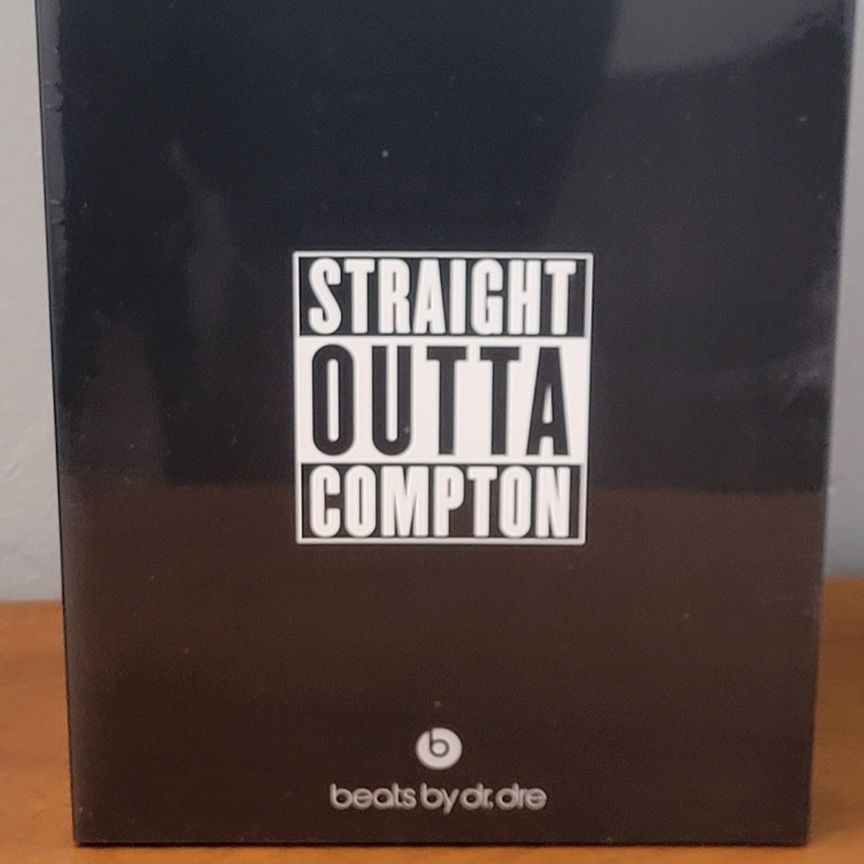 STRAIGHT
OUTTA
COMPTON
b
beats by dr. dre